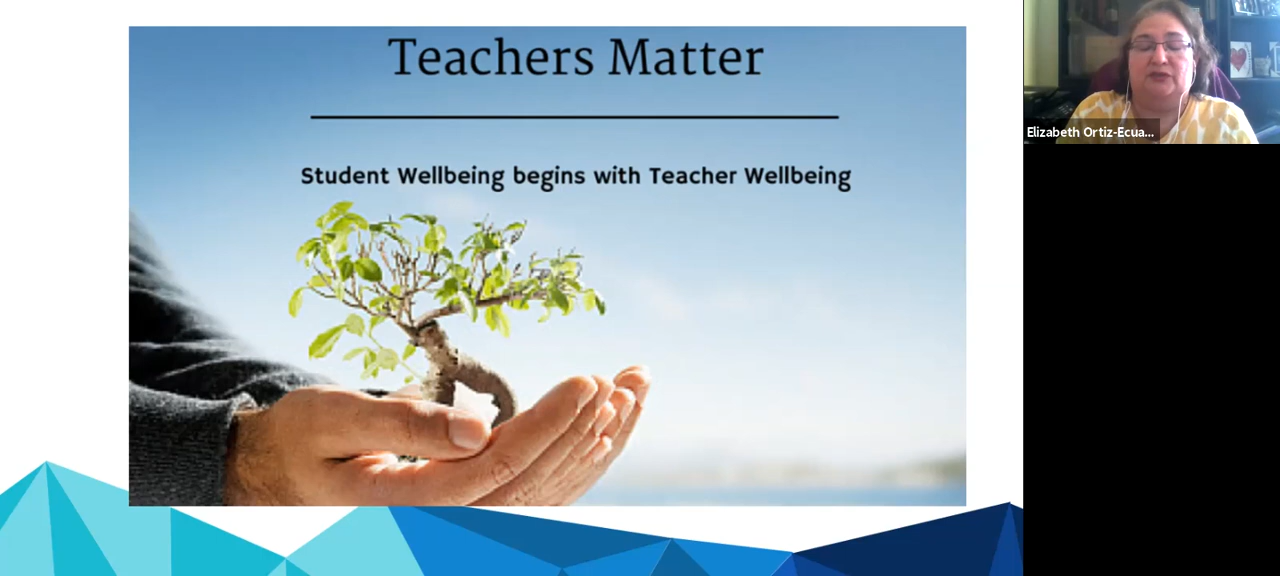 Teachers Matter
Student Wellbeing begins with Teacher Wellbeing
Elizabeth Ortiz-Ecua...